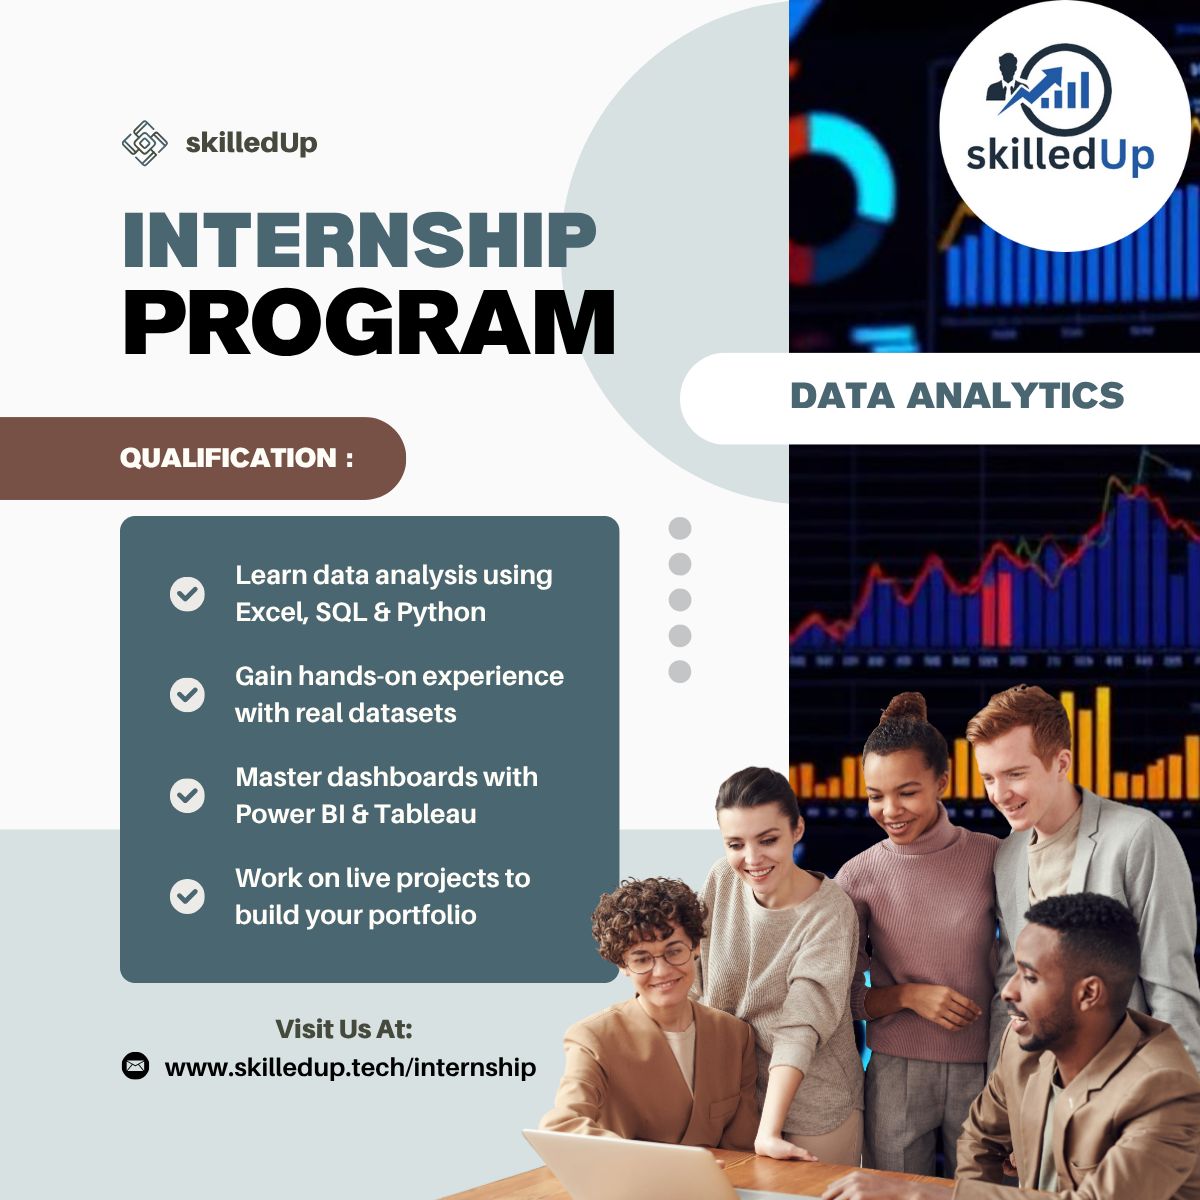 skilledUp
skilledUp
INTERNSHIP
PROGRAM
DATA ANALYTICS
QUALIFICATION :
Learn data analysis using
Excel, SQL & Python
Gain hands-on experience
with real datasets
Master dashboards with
Power BI & Tableau
Work on live projects to
build your portfolio
Visit Us At:
www.skilledup.tech/internship